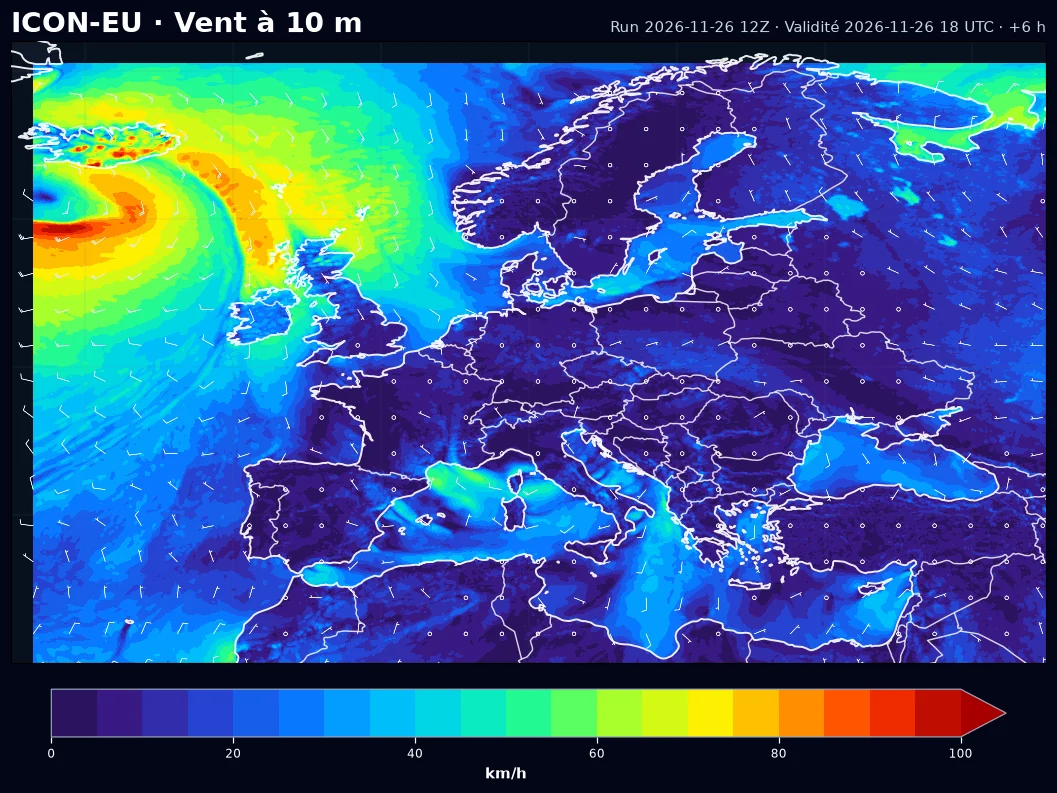 ICON-EU · Vent à 10 m
Run 2026-11-26 12Z · Validité 2026-11-26 18 UTC · +6 h
0 20 40 60 80 100
km/h